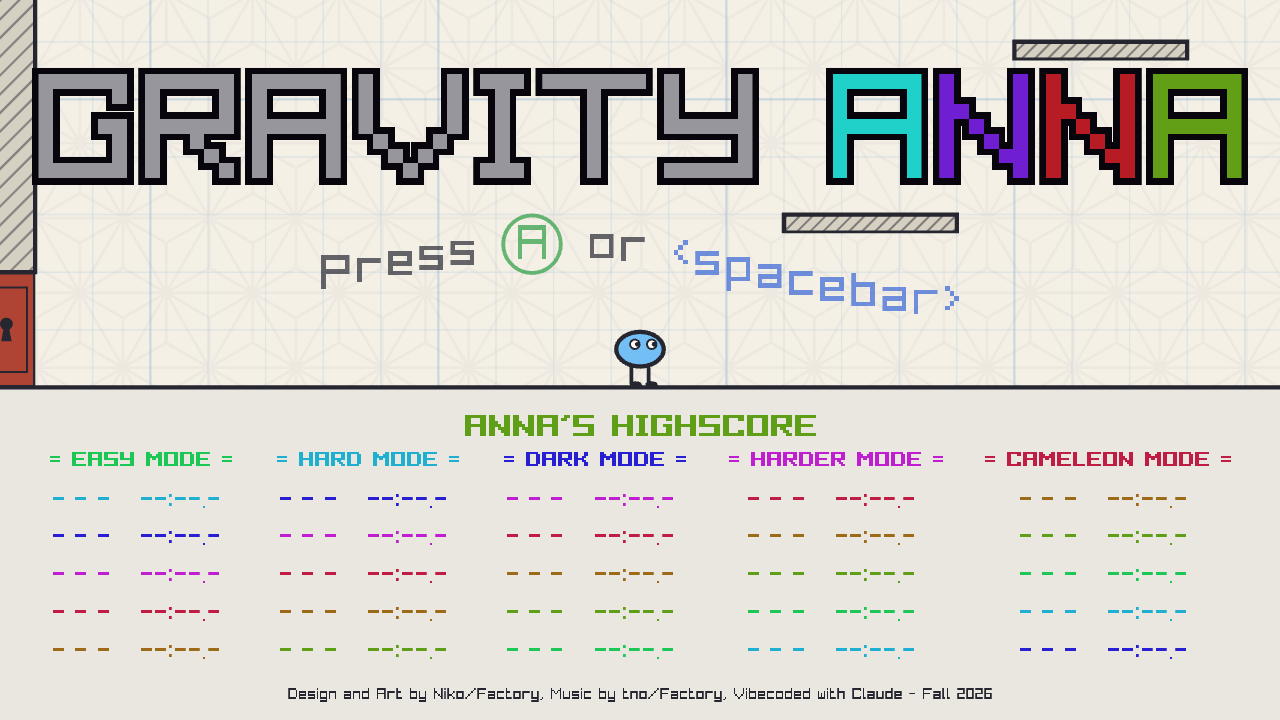 GRAVITY ANNA
press A or <spacebar>
ANNA'S HIGHSCORE
= EASY MODE = = HARD MODE = = DARK MODE = = HARDER MODE = = CAMELEON MODE =
- - - --:--.- - - - --:--.- - - - --:--.- - - - --:--.- - - - --:--.-
- - - --:--.- - - - --:--.- - - - --:--.- - - - --:--.- - - - --:--.-
- - - --:--.- - - - --:--.- - - - --:--.- - - - --:--.- - - - --:--.-
- - - --:--.- - - - --:--.- - - - --:--.- - - - --:--.- - - - --:--.-
- - - --:--.- - - - --:--.- - - - --:--.- - - - --:--.- - - - --:--.-
Design and Art by Niko/Factory, Music by tno/Factory, Vibecoded with Claude - Fall 2026